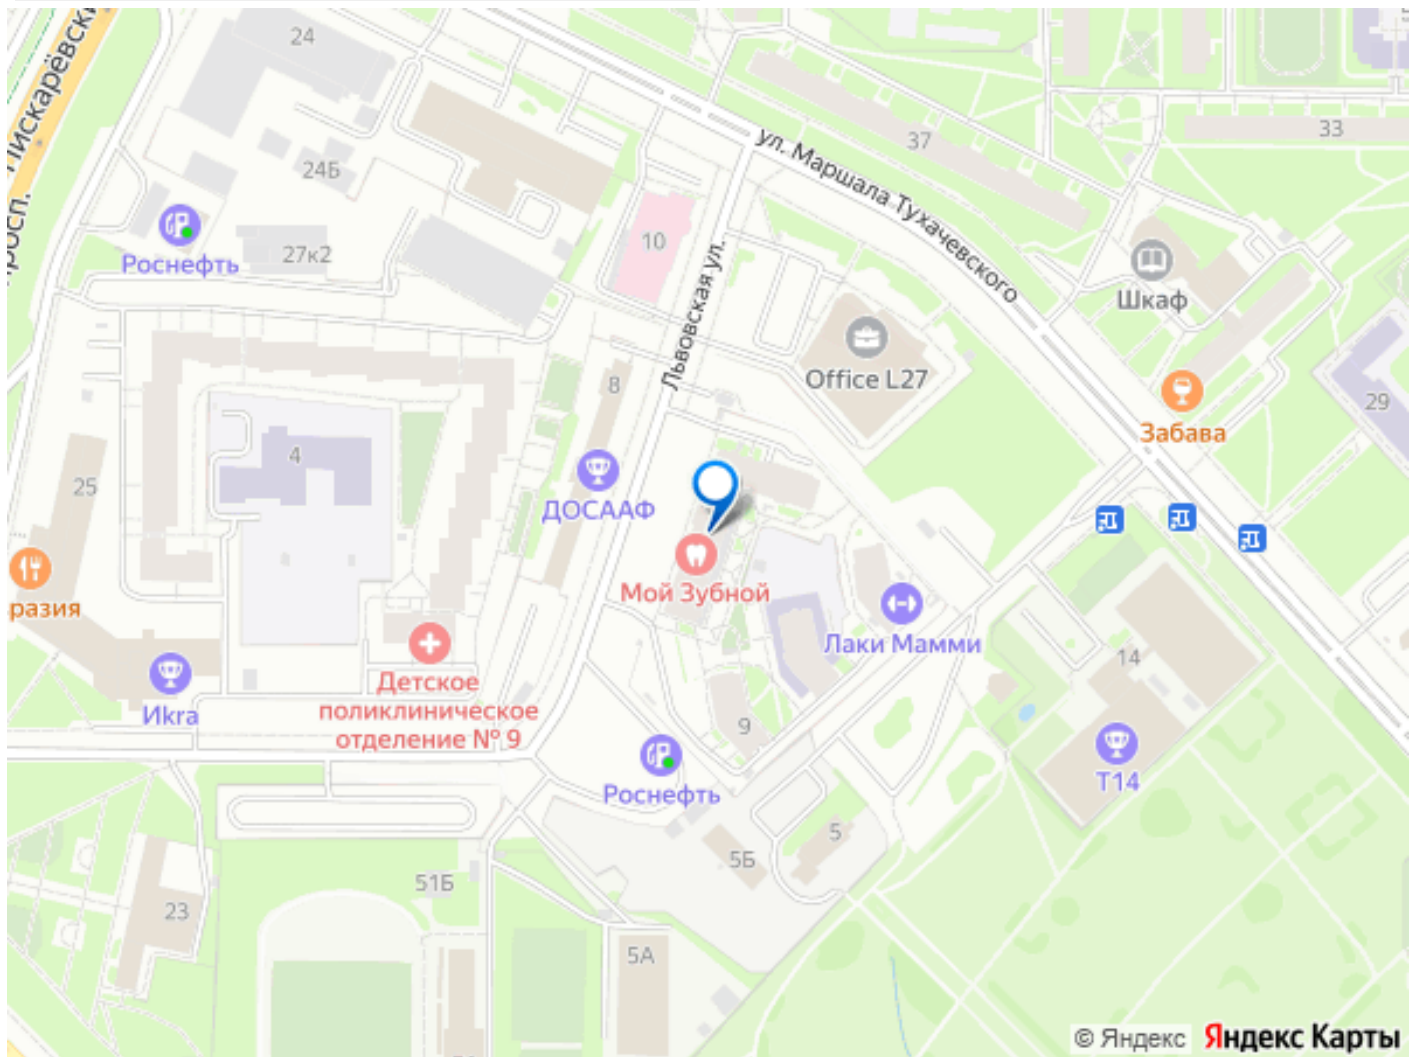 24
Пискарёвский
просп.
ул. Маршала Тухачевского
37
33
24Б
10
27к2
Роснефть
Львовская ул.
Шкаф
Office L27
8
29
Забава
4
25
ДОСААФ
Мой Зубной
разия
Лаки Мамми
14
Детское
поликлиническое
отделение № 9
Иkra
9
Т14
Роснефть
5
5Б
51Б
23
5А
© Яндекс Яндекс Карты